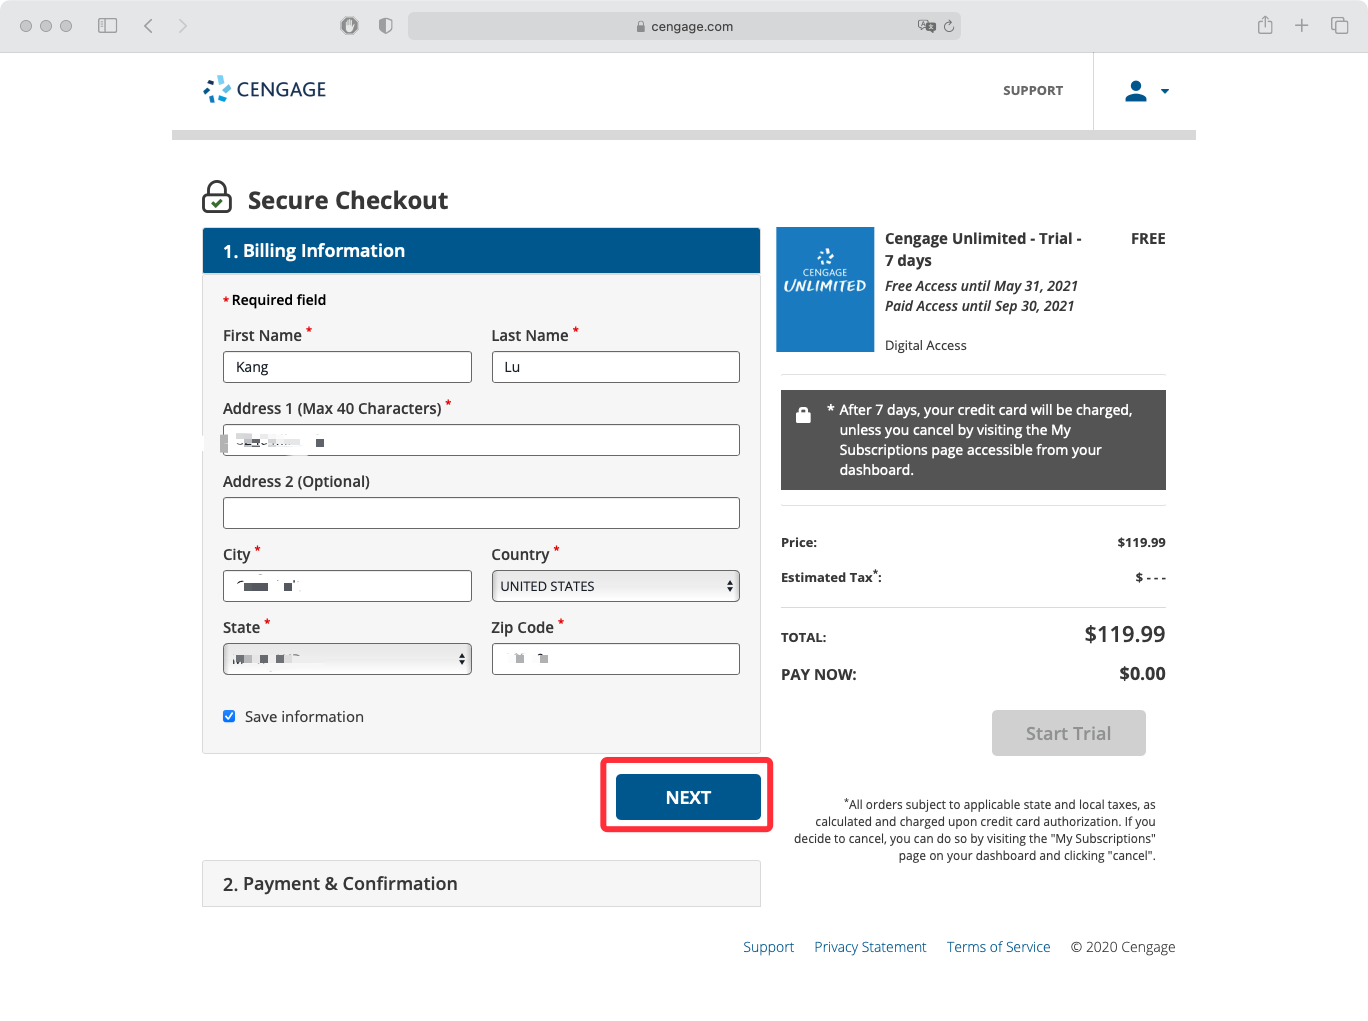 cengage.com
CENGAGE
SUPPORT
Secure Checkout
1. Billing Information
* Required field
First Name *
Last Name *
Kang
Lu
Address 1 (Max 40 Characters) *
Address 2 (Optional)
City *
Country *
UNITED STATES
State *
Zip Code *
Save information
NEXT
2. Payment & Confirmation
CENGAGE
UNLIMITED
Cengage Unlimited - Trial -
7 days
FREE
Free Access until May 31, 2021
Paid Access until Sep 30, 2021
Digital Access
* After 7 days, your credit card will be charged,
unless you cancel by visiting the My
Subscriptions page accessible from your
dashboard.
Price:
$119.99
Estimated Tax*:
$ - - -
TOTAL:
$119.99
PAY NOW:
$0.00
Start Trial
*All orders subject to applicable state and local taxes, as
calculated and charged upon credit card authorization. If you
decide to cancel, you can do so by visiting the "My Subscriptions"
page on your dashboard and clicking "cancel".
Support
Privacy Statement
Terms of Service
© 2020 Cengage